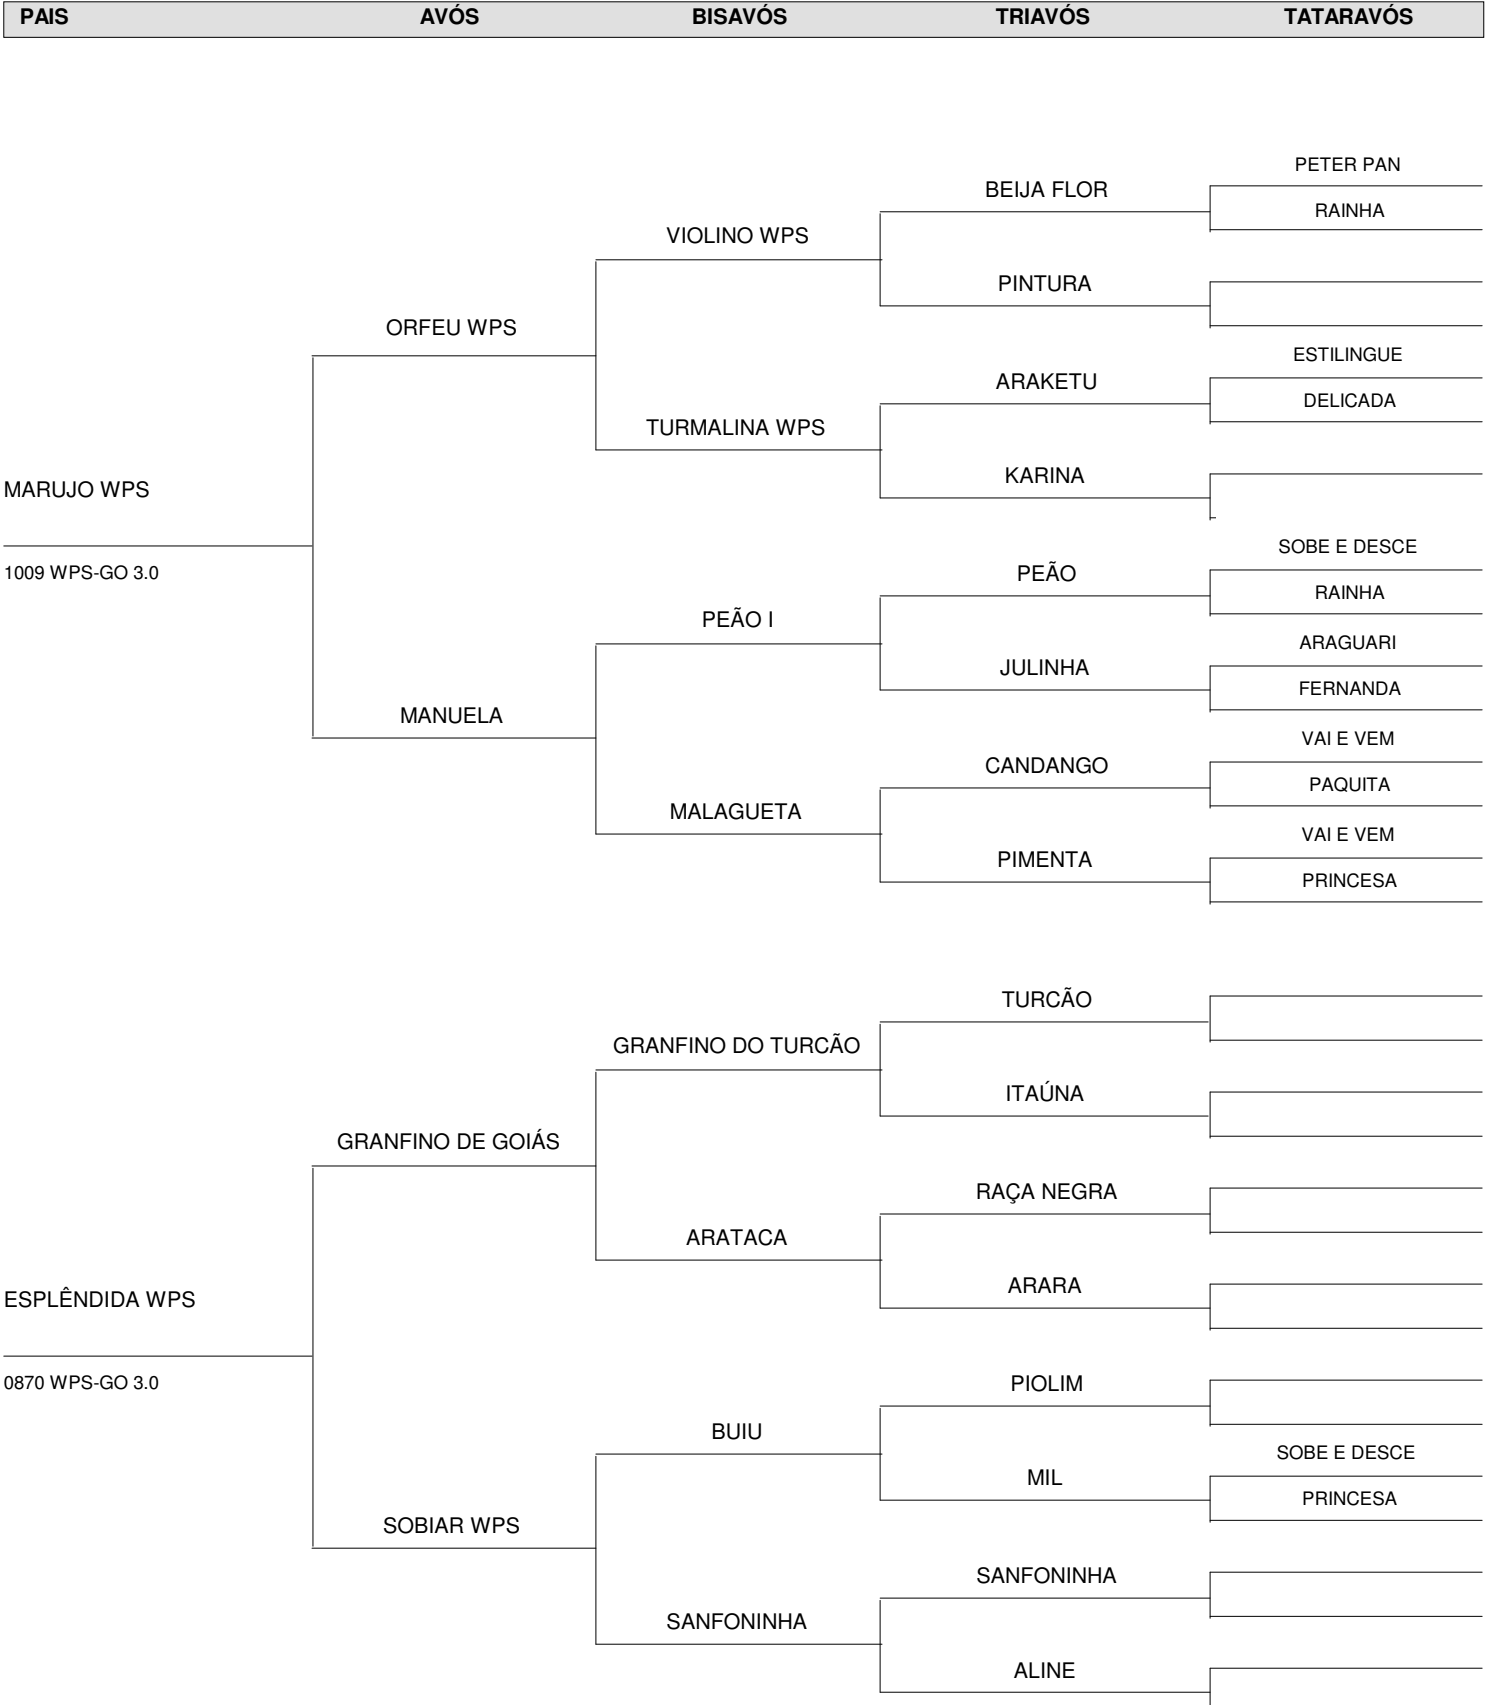 PAIS AVÓS BISAVÓS TRIAVÓS TATARAVÓS
PETER PAN
BEIJA FLOR
RAINHA
VIOLINO WPS
PINTURA
ORFEU WPS
ESTILINGUE
ARAKETU
DELICADA
TURMALINA WPS
KARINA
MARUJO WPS
SOBE E DESCE
1009 WPS-GO 3.0
PEÃO
RAINHA
PEÃO I
ARAGUARI
JULINHA
FERNANDA
MANUELA
VAI E VEM
CANDANGO
PAQUITA
MALAGUETA
VAI E VEM
PIMENTA
PRINCESA
TURCÃO
GRANFINO DO TURCÃO
ITAÚNA
GRANFINO DE GOIÁS
RAÇA NEGRA
ARATACA
ARARA
ESPLÊNDIDA WPS
0870 WPS-GO 3.0
PIOLIM
BUIU
SOBE E DESCE
MIL
PRINCESA
SOBIAR WPS
SANFONINHA
SANFONINHA
ALINE